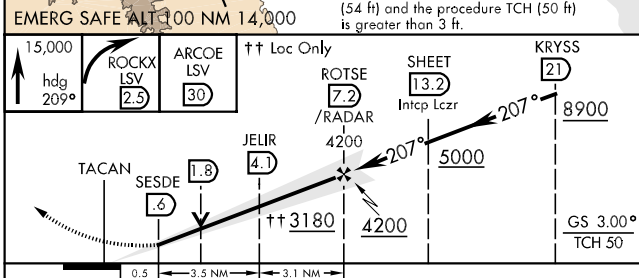 EMERG SAFE ALT 100 NM 14,000
(54 ft) and the procedure TCH (50 ft)
is greater than 3 ft.
15,000
hdg
209°
ROCKX
LSV
2.5
ARCOE
LSV
30
†† Loc Only
ROTSE
7.2
/RADAR
4200
SHEET
13.2
Intcp Lczr
KRYSS
21
207°
8900
207°
5000
JELIR
4.1
1.8
TACAN
SESDE
.6
†† 3180
4200
GS 3.00°
TCH 50
0.5
3.5 NM
3.1 NM